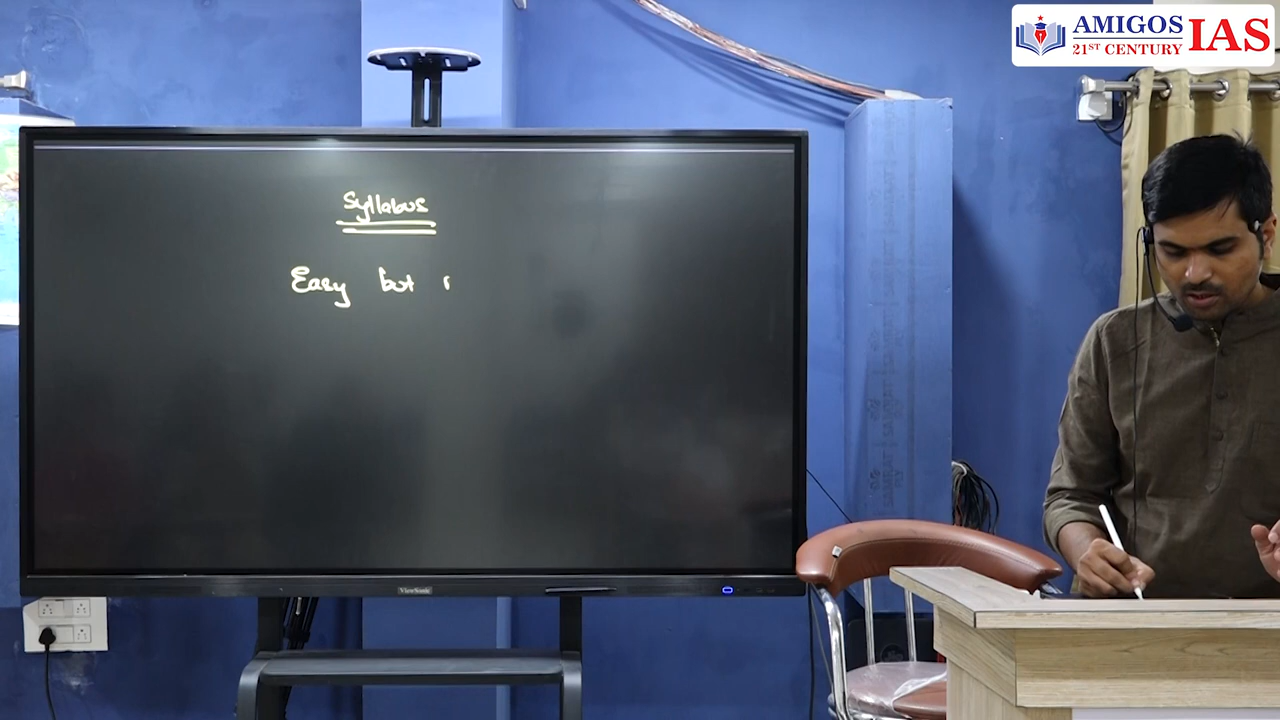 AMIGOS
21ST CENTURY
IAS
Syllabus
Easy but
ViewSonic